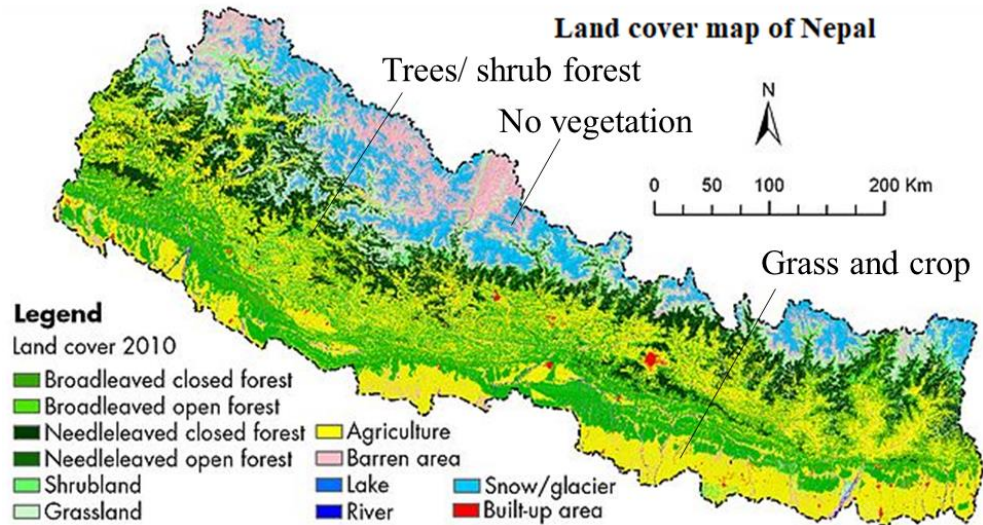 Land cover map of Nepal
Trees/ shrub forest
No vegetation
N
0 50 100 200 Km
Grass and crop
Legend
Land cover 2010
Broadleaved closed forest
Broadleaved open forest
Needleleaved closed forest
Needleleaved open forest
Shrubland
Grassland
Agriculture
Barren area
Lake
River
Snow/glacier
Built-up area